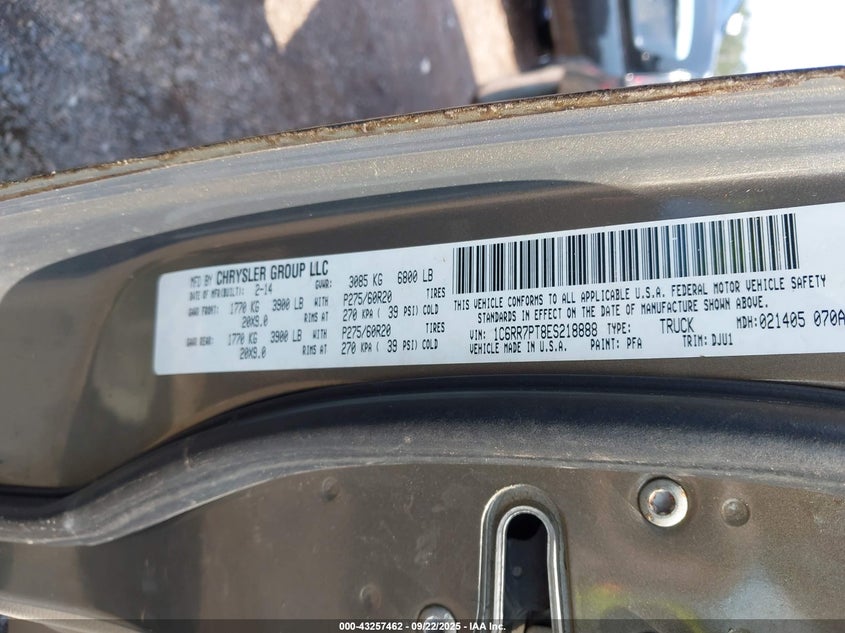 MFD BY CHRYSLER GROUP LLC
DATE OF MFR(BUILT): 2-14 GVWR: 3085 KG 6800 LB
GAWR FRONT: 1770 KG 3900 LB WITH P275/60R20 TIRES
20X9.0 RIMS AT 270 KPA ( 39 PSI) COLD
GAWR REAR: 1770 KG 3900 LB WITH P275/60R20 TIRES
20X9.0 RIMS AT 270 KPA ( 39 PSI) COLD
THIS VEHICLE CONFORMS TO ALL APPLICABLE U.S.A. FEDERAL MOTOR VEHICLE SAFETY
STANDARDS IN EFFECT ON THE DATE OF MANUFACTURE SHOWN ABOVE.
VIN: 1C6RR7PT8ES218888 TYPE: TRUCK MDH:021405 070A
VEHICLE MADE IN U.S.A. PAINT: PFA TRIM: DJU1
000-43257462 - 09/22/2025 - IAA Inc.